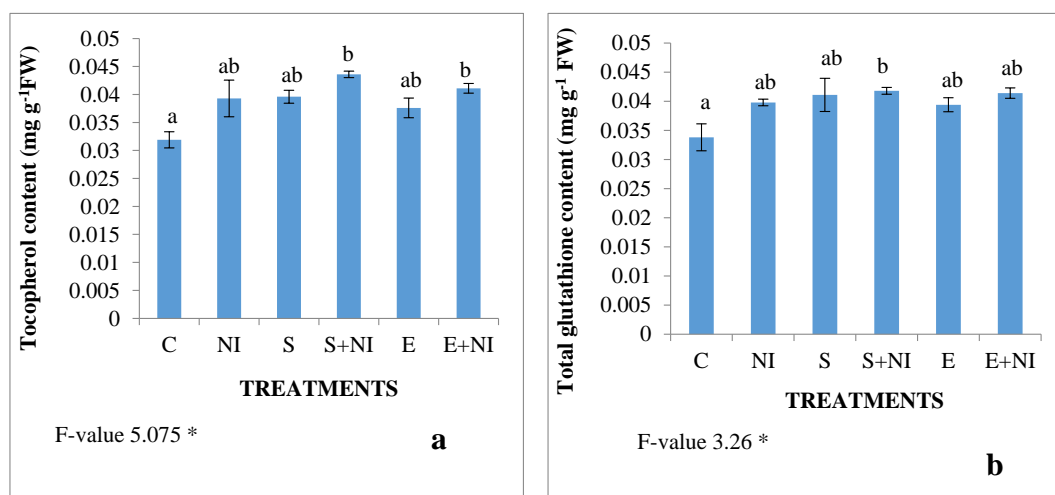 Tocopherol content (mg g-1FW)
0.05
0.045
0.04
0.035
0.03
0.025
0.02
0.015
0.01
0.005
0
a
ab
ab
b
ab
b
C NI S S+NI E E+NI
TREATMENTS
F-value 5.075 *
a
Total glutathione content (mg g-1 FW)
0.05
0.045
0.04
0.035
0.03
0.025
0.02
0.015
0.01
0.005
0
a
ab
ab
b
ab
ab
C NI S S+NI E E+NI
TREATMENTS
F-value 3.26 *
b